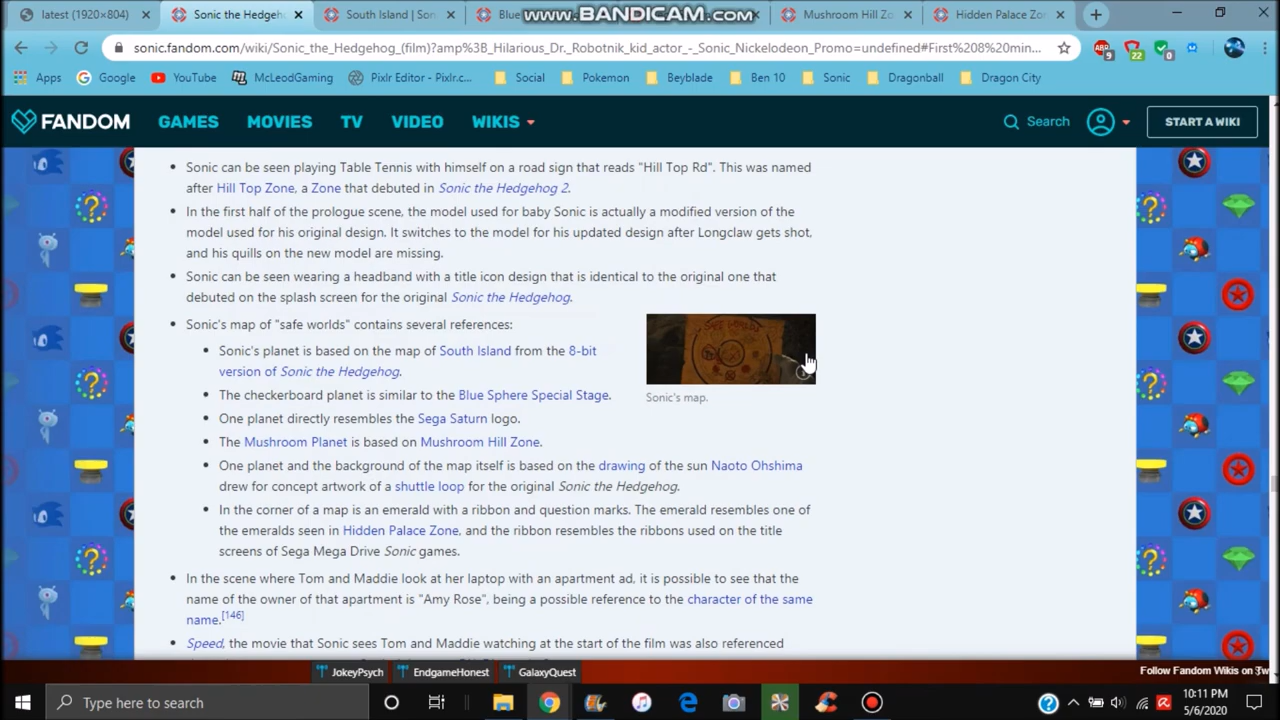 latest (1920×804) × Sonic the Hedgeh × South Island | Son × Blue www.BANDICAM.com × Mushroom Hill Zo × Hidden Palace Zon ×
sonic.fandom.com/wiki/Sonic_the_Hedgehog_(film)?amp%3B_Hilarious_Dr._Robotnik_kid_actor_-_Sonic_Nickelodeon_Promo=undefined#First%208%20min...
9 22 0
Apps Google YouTube McLeodGaming Pixlr Editor - Pixlr.c... Social Pokemon Beyblade Ben 10 Sonic Dragonball Dragon City
FANDOM GAMES MOVIES TV VIDEO WIKIS Search START A WIKI
• Sonic can be seen playing Table Tennis with himself on a road sign that reads "Hill Top Rd". This was named
after Hill Top Zone, a Zone that debuted in Sonic the Hedgehog 2.
• In the first half of the prologue scene, the model used for baby Sonic is actually a modified version of the
model used for his original design. It switches to the model for his updated design after Longclaw gets shot,
and his quills on the new model are missing.
• Sonic can be seen wearing a headband with a title icon design that is identical to the original one that
debuted on the splash screen for the original Sonic the Hedgehog.
• Sonic's map of "safe worlds" contains several references:
SAFE WORLDS
• Sonic's planet is based on the map of South Island from the 8-bit
version of Sonic the Hedgehog.
• The checkerboard planet is similar to the Blue Sphere Special Stage.
Sonic's map.
• One planet directly resembles the Sega Saturn logo.
• The Mushroom Planet is based on Mushroom Hill Zone.
• One planet and the background of the map itself is based on the drawing of the sun Naoto Ohshima
drew for concept artwork of a shuttle loop for the original Sonic the Hedgehog.
• In the corner of a map is an emerald with a ribbon and question marks. The emerald resembles one of
the emeralds seen in Hidden Palace Zone, and the ribbon resembles the ribbons used on the title
screens of Sega Mega Drive Sonic games.
• In the scene where Tom and Maddie look at her laptop with an apartment ad, it is possible to see that the
name of the owner of that apartment is "Amy Rose", being a possible reference to the character of the same
name.[146]
• Speed, the movie that Sonic sees Tom and Maddie watching at the start of the film was also referenced
JokeyPsych EndgameHonest GalaxyQuest Follow Fandom Wikis on Tw
Type here to search 10:11 PM
5/6/2020